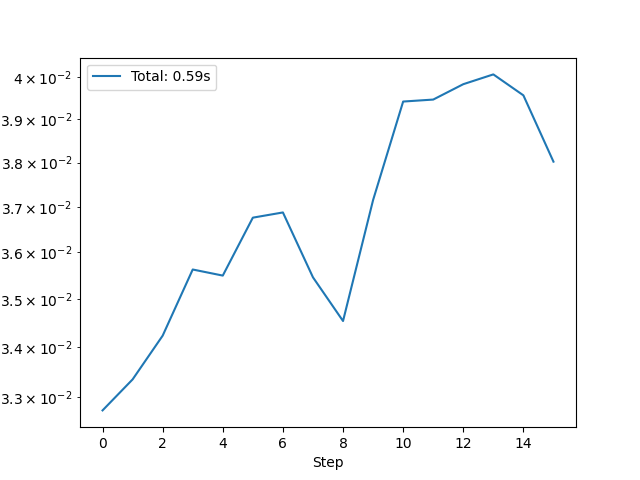 Total: 0.59s
4 × 10⁻²
3.9 × 10⁻²
3.8 × 10⁻²
3.7 × 10⁻²
3.6 × 10⁻²
3.5 × 10⁻²
3.4 × 10⁻²
3.3 × 10⁻²
0 2 4 6 8 10 12 14
Step